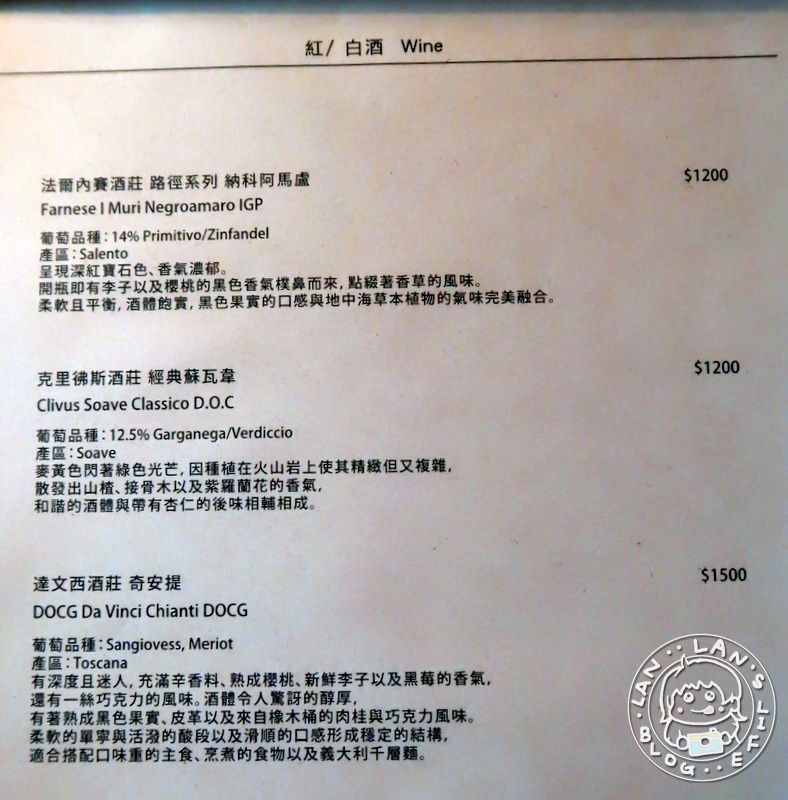 紅/ 白酒 Wine
法爾內賽酒莊 路徑系列 納科阿馬盧 $1200
Farnese I Muri Negroamaro IGP
葡萄品種：14% Primitivo/Zinfandel
產區：Salento
呈現深紅寶石色、香氣濃郁。
開瓶即有李子以及櫻桃的黑色香氣樸鼻而來，點綴著香草的風味。
柔軟且平衡，酒體飽實，黑色果實的口感與地中海草本植物的氣味完美融合。
克里彿斯酒莊 經典蘇瓦韋 $1200
Clivus Soave Classico D.O.C
葡萄品種：12.5% Garganega/Verdiccio
產區：Soave
麥黃色閃著綠色光芒，因種植在火山岩上使其精緻但又複雜，
散發出山楂、接骨木以及紫羅蘭花的香氣，
和諧的酒體與帶有杏仁的後味相輔相成。
達文西酒莊 奇安提 $1500
DOCG Da Vinci Chianti DOCG
葡萄品種：Sangiovess, Meriot
產區：Toscana
有深度且迷人，充滿辛香料、熟成櫻桃、新鮮李子以及黑莓的香氣，
還有一絲巧克力的風味。酒體令人驚訝的醇厚，
有著熟成黑色果實、皮革以及來自橡木桶的肉桂與巧克力風味。
柔軟的單寧與活潑的酸段以及滑順的口感形成穩定的結構，
適合搭配口味重的主食、烹煮的食物以及義大利千層麵。
LAN :: LAN's LIFE BLOG